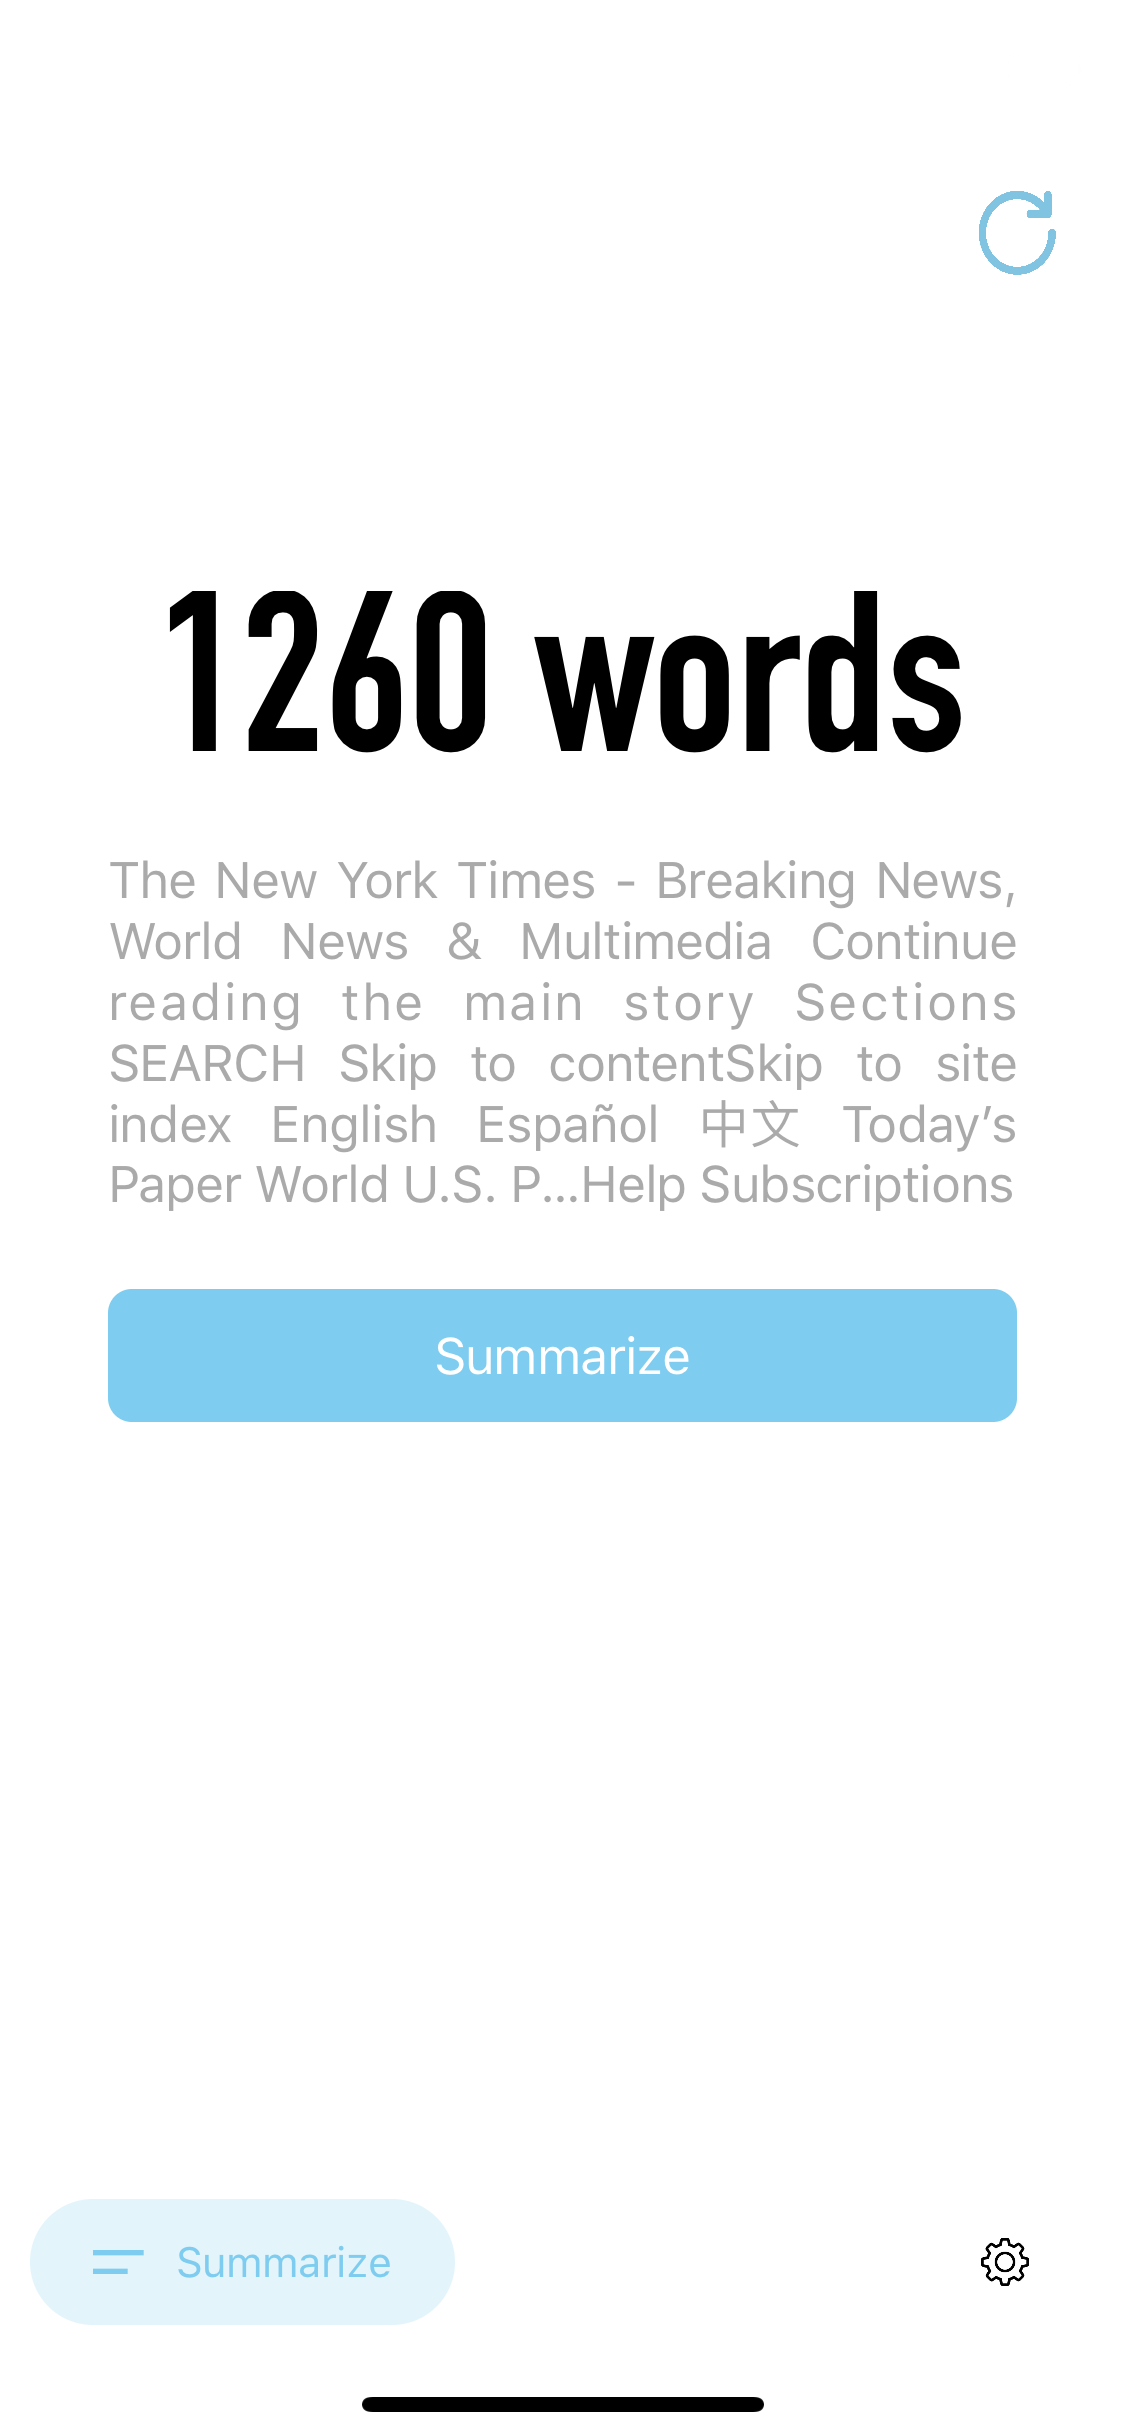 1260 words
The New York Times - Breaking News,
World News & Multimedia Continue
reading the main story Sections
SEARCH Skip to contentSkip to site
index English Español 中文 Today’s
Paper World U.S. P...Help Subscriptions
Summarize
Summarize